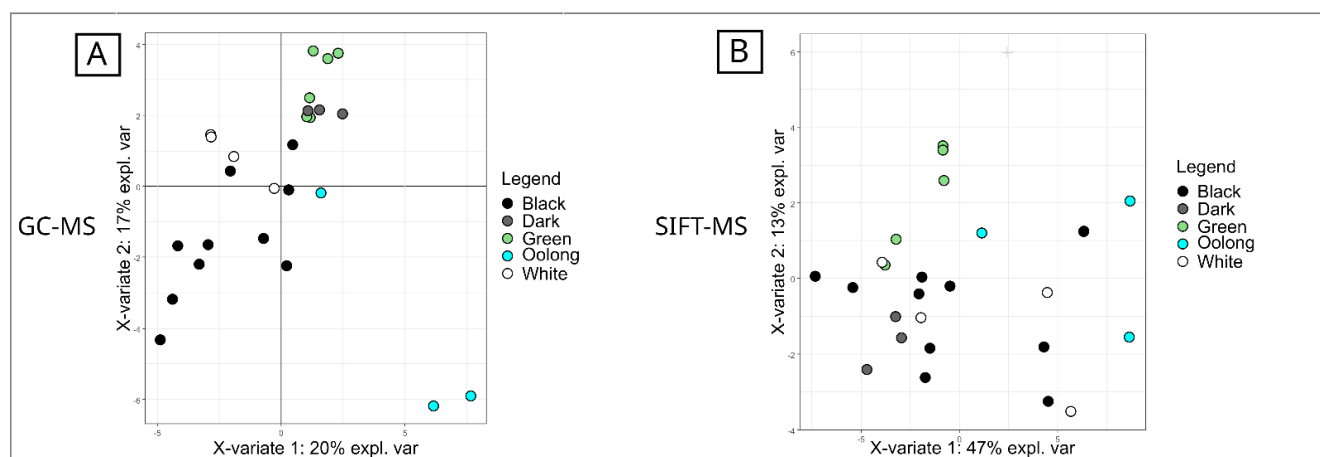 A
GC-MS
X-variate 2: 17% expl. var
4
2
0
-2
-4
-6
-5
0
5
X-variate 1: 20% expl. var
Legend
Black
Dark
Green
Oolong
White
B
SIFT-MS
X-variate 2: 13% expl. var
6
4
2
0
-2
-4
-5
0
5
X-variate 1: 47% expl. var
Legend
Black
Dark
Green
Oolong
White